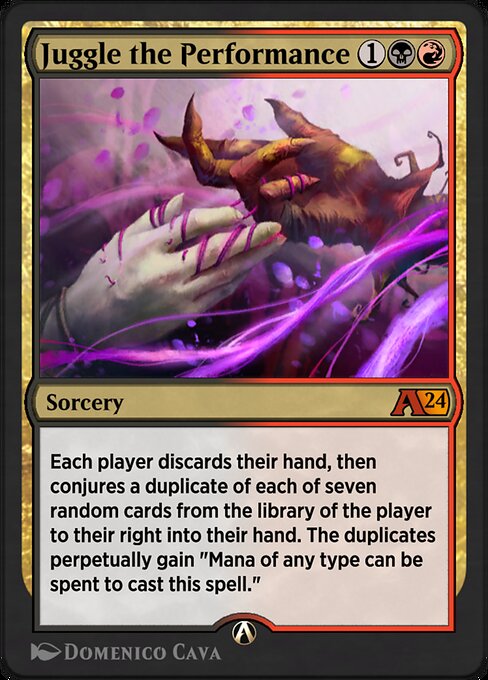 Juggle the Performance 1
Sorcery
A24
Each player discards their hand, then
conjures a duplicate of each of seven
random cards from the library of the player
to their right into their hand. The duplicates
perpetually gain "Mana of any type can be
spent to cast this spell."
Domenico Cava